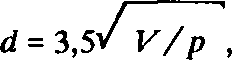 d = 3,5√V/p ,